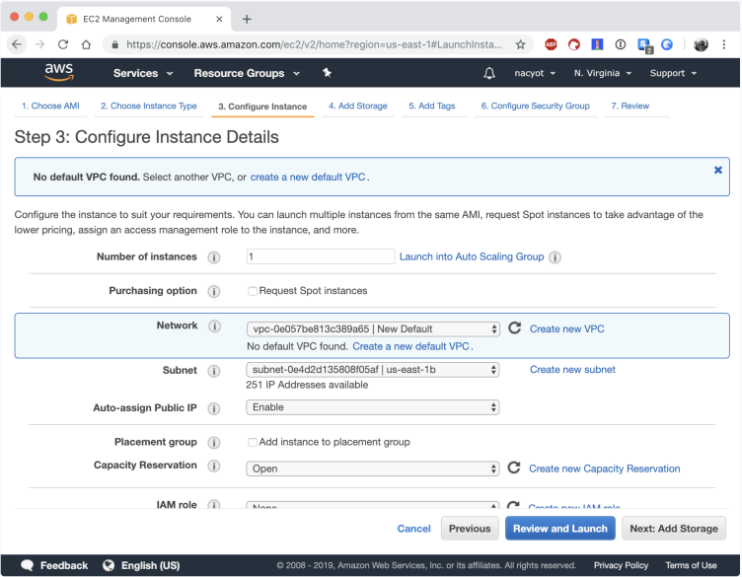 EC2 Management Console
https://console.aws.amazon.com/ec2/v2/home?region=us-east-1#LaunchInsta...
ABP
2
aws
Services
Resource Groups
nacyot
N. Virginia
Support
1. Choose AMI
2. Choose Instance Type
3. Configure Instance
4. Add Storage
5. Add Tags
6. Configure Security Group
7. Review
Step 3: Configure Instance Details
No default VPC found. Select another VPC, or create a new default VPC.
Configure the instance to suit your requirements. You can launch multiple instances from the same AMI, request Spot instances to take advantage of the
lower pricing, assign an access management role to the instance, and more.
Number of instances
1
Launch into Auto Scaling Group
Purchasing option
Request Spot instances
Network
vpc-0e057be813c389a65 | New Default
Create new VPC
No default VPC found. Create a new default VPC.
Subnet
subnet-0e4d2d135808f05af | us-east-1b
Create new subnet
251 IP Addresses available
Auto-assign Public IP
Enable
Placement group
Add instance to placement group
Capacity Reservation
Open
Create new Capacity Reservation
IAM role
None
Create new IAM role
Cancel
Previous
Review and Launch
Next: Add Storage
Feedback
English (US)
© 2008 - 2019, Amazon Web Services, Inc. or its affiliates. All rights reserved.
Privacy Policy
Terms of Use